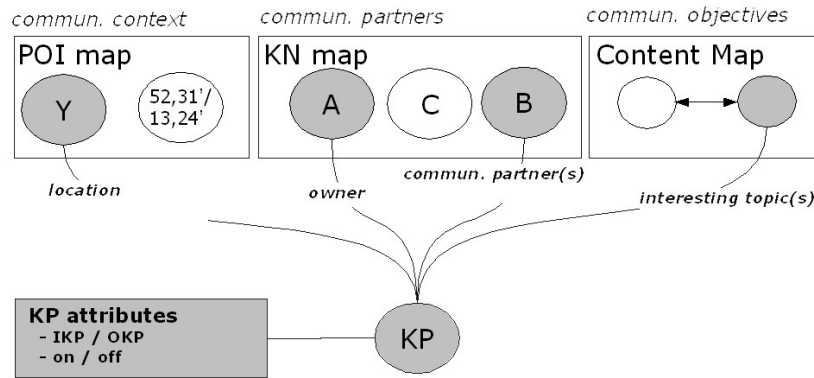 commun. context
commun. partners
commun. objectives
POI map
KN map
Content Map
Y
52,31'/
13,24'
A
C
B
location
owner
commun. partner(s)
interesting topic(s)
KP attributes
- IKP / OKP
- on / off
KP